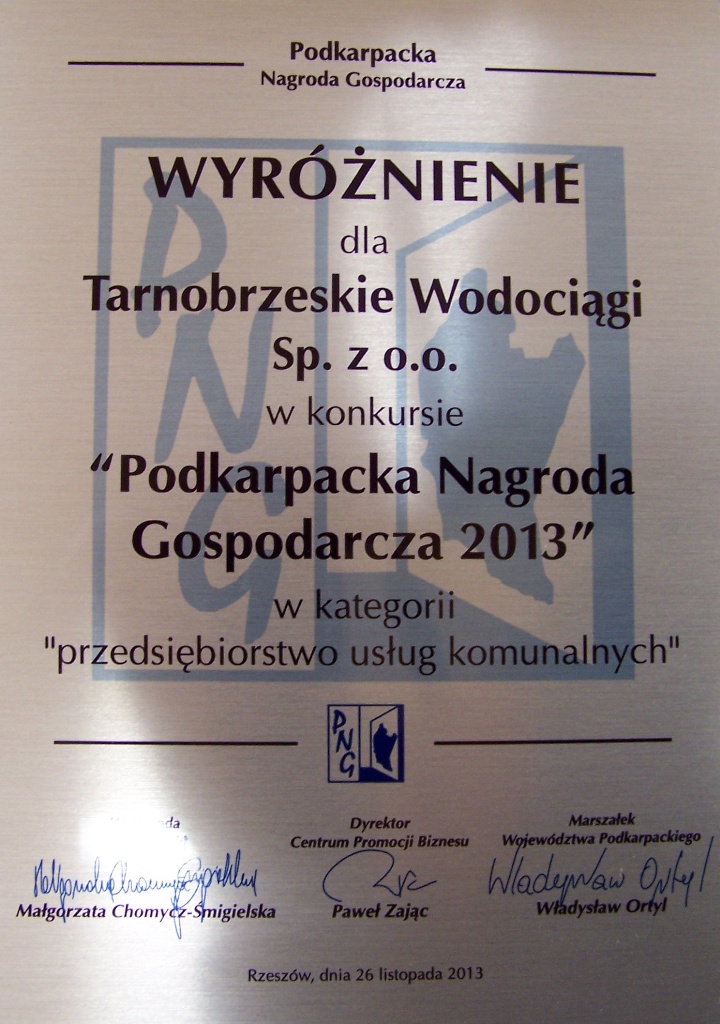 Podkarpacka
Nagroda Gospodarcza
WYRÓŻNIENIE
dla
Tarnobrzeskie Wodociągi
Sp. z o.o.
w konkursie
“Podkarpacka Nagroda
Gospodarcza 2013”
w kategorii
"przedsiębiorstwo usług komunalnych"
PNG
Dyrektor
Centrum Promocji Biznesu
Marszałek
Województwa Podkarpackiego
Władysław Ortyl
Małgorzata Chomycz-Śmigielska
Paweł Zając
Władysław Ortyl
Rzeszów, dnia 26 listopada 2013